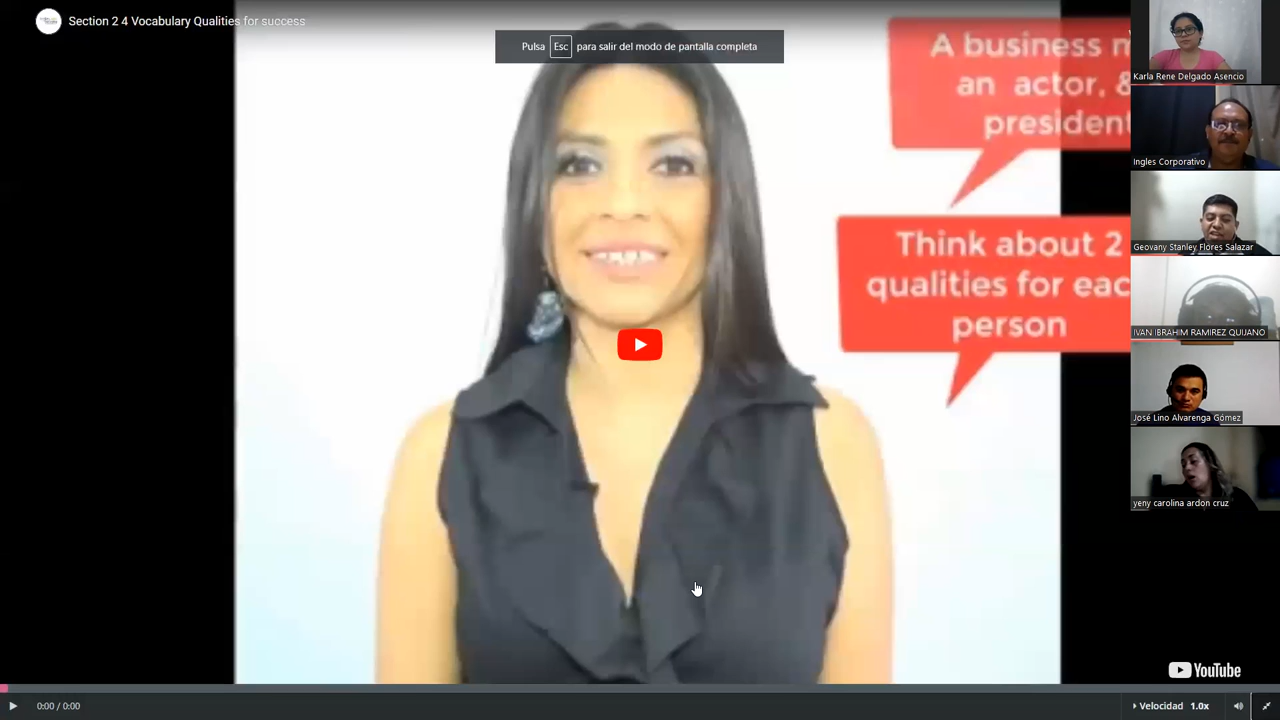 Section 2 4 Vocabulary Qualities for success
Pulsa Esc para salir del modo de pantalla completa
A business m
an actor, &
president
Think about 2
qualities for eac
person
Karla Rene Delgado Asencio
Ingles Corporativo
Geovany Stanley Flores Salazar
IVAN IBRAHIM RAMIREZ QUIJANO
José Lino Alvarenga Gómez
yeny carolina ardon cruz
YouTube
0:00 / 0:00
Velocidad 1.0x